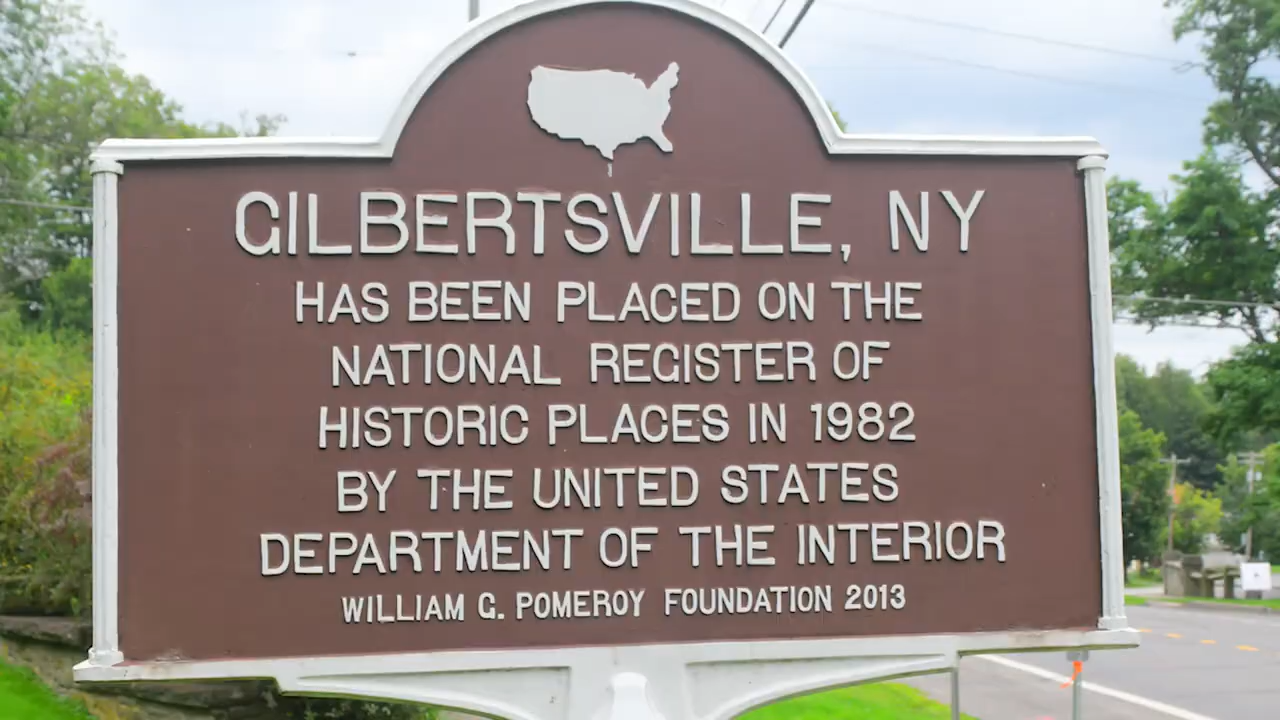 GILBERTSVILLE, NY
HAS BEEN PLACED ON THE
NATIONAL REGISTER OF
HISTORIC PLACES IN 1982
BY THE UNITED STATES
DEPARTMENT OF THE INTERIOR
WILLIAM G. POMEROY FOUNDATION 2013